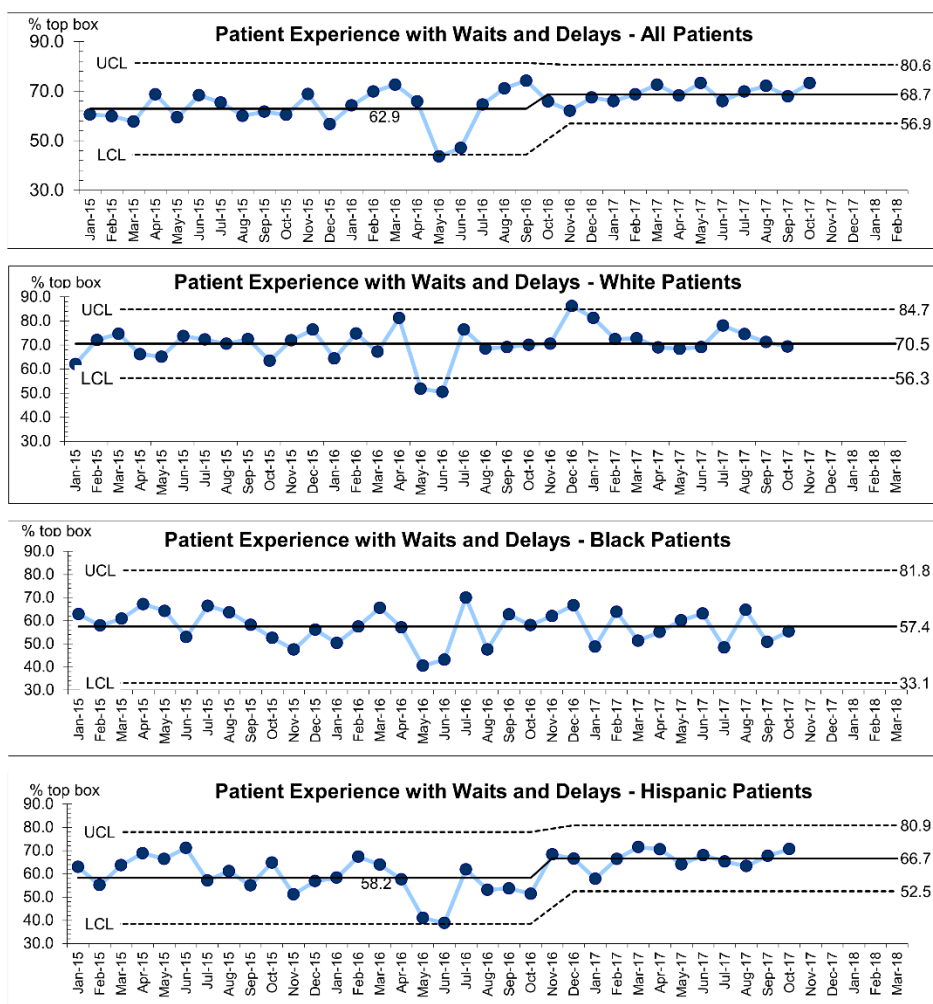 % top box
Patient Experience with Waits and Delays - All Patients
90.0
UCL
80.6
70.0
68.7
62.9
56.9
50.0
LCL
30.0
Jan-15 Feb-15 Mar-15 Apr-15 May-15 Jun-15 Jul-15 Aug-15 Sep-15 Oct-15 Nov-15 Dec-15 Jan-16 Feb-16 Mar-16 Apr-16 May-16 Jun-16 Jul-16 Aug-16 Sep-16 Oct-16 Nov-16 Dec-16 Jan-17 Feb-17 Mar-17 Apr-17 May-17 Jun-17 Jul-17 Aug-17 Sep-17 Oct-17 Nov-17 Dec-17 Jan-18 Feb-18
% top box
Patient Experience with Waits and Delays - White Patients
90.0
UCL
84.7
80.0
70.0
70.5
60.0
LCL
56.3
50.0
40.0
30.0
Jan-15 Feb-15 Mar-15 Apr-15 May-15 Jun-15 Jul-15 Aug-15 Sep-15 Oct-15 Nov-15 Dec-15 Jan-16 Feb-16 Mar-16 Apr-16 May-16 Jun-16 Jul-16 Aug-16 Sep-16 Oct-16 Nov-16 Dec-16 Jan-17 Feb-17 Mar-17 Apr-17 May-17 Jun-17 Jul-17 Aug-17 Sep-17 Oct-17 Nov-17 Dec-17 Jan-18 Feb-18 Mar-18
% top box
Patient Experience with Waits and Delays - Black Patients
90.0
UCL
81.8
80.0
70.0
60.0
57.4
50.0
40.0
LCL
33.1
30.0
Jan-15 Feb-15 Mar-15 Apr-15 May-15 Jun-15 Jul-15 Aug-15 Sep-15 Oct-15 Nov-15 Dec-15 Jan-16 Feb-16 Mar-16 Apr-16 May-16 Jun-16 Jul-16 Aug-16 Sep-16 Oct-16 Nov-16 Dec-16 Jan-17 Feb-17 Mar-17 Apr-17 May-17 Jun-17 Jul-17 Aug-17 Sep-17 Oct-17 Nov-17 Dec-17 Jan-18 Feb-18 Mar-18
% top box
Patient Experience with Waits and Delays - Hispanic Patients
90.0
UCL
80.9
80.0
70.0
66.7
60.0
58.2
52.5
50.0
40.0
LCL
30.0
Jan-15 Feb-15 Mar-15 Apr-15 May-15 Jun-15 Jul-15 Aug-15 Sep-15 Oct-15 Nov-15 Dec-15 Jan-16 Feb-16 Mar-16 Apr-16 May-16 Jun-16 Jul-16 Aug-16 Sep-16 Oct-16 Nov-16 Dec-16 Jan-17 Feb-17 Mar-17 Apr-17 May-17 Jun-17 Jul-17 Aug-17 Sep-17 Oct-17 Nov-17 Dec-17 Jan-18 Feb-18 Mar-18